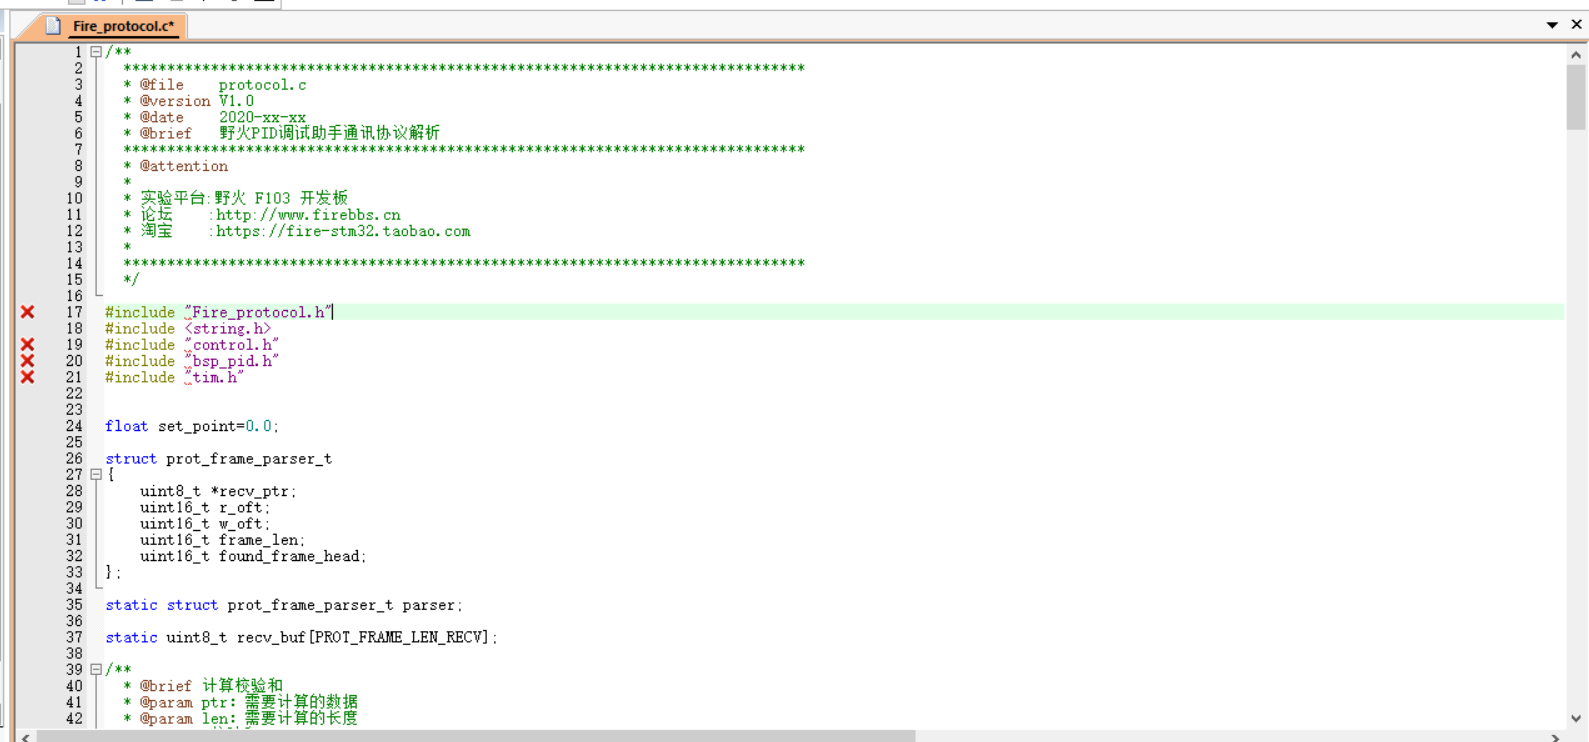 Fire_protocol.c*
1 /**
2 ******************************************************************************
3 * @file    protocol.c
4 * @version V1.0
5 * @date    2020-xx-xx
6 * @brief   野火PID调试助手通讯协议解析
7 ******************************************************************************
8 * @attention
9 *
10 * 实验平台:野火 F103 开发板
11 * 论坛    :http://www.firebbs.cn
12 * 淘宝    :https://fire-stm32.taobao.com
13 *
14 ******************************************************************************
15 */
16
17 #include "Fire_protocol.h"
18 #include <string.h>
19 #include "control.h"
20 #include "bsp_pid.h"
21 #include "tim.h"
22
23
24 float set_point=0.0;
25
26 struct prot_frame_parser_t
27 {
28     uint8_t *recv_ptr;
29     uint16_t r_oft;
30     uint16_t w_oft;
31     uint16_t frame_len;
32     uint16_t found_frame_head;
33 };
34
35 static struct prot_frame_parser_t parser;
36
37 static uint8_t recv_buf[PROT_FRAME_LEN_RECV];
38
39 /**
40 * @brief 计算校验和
41 * @param ptr: 需要计算的数据
42 * @param len: 需要计算的长度